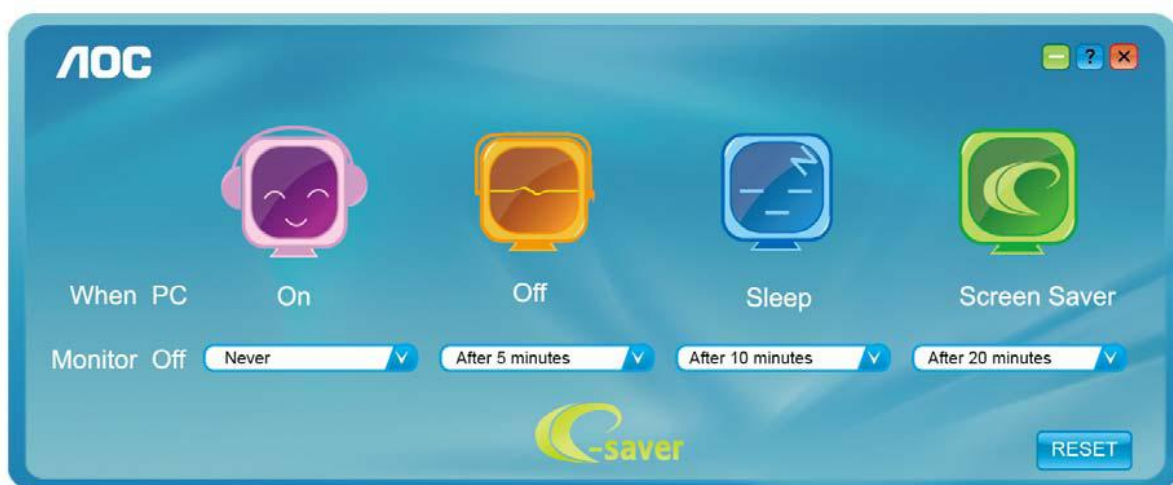 AOC
?
When PC On Off Sleep Screen Saver
Monitor Off Never After 5 minutes After 10 minutes After 20 minutes
e-saver
RESET